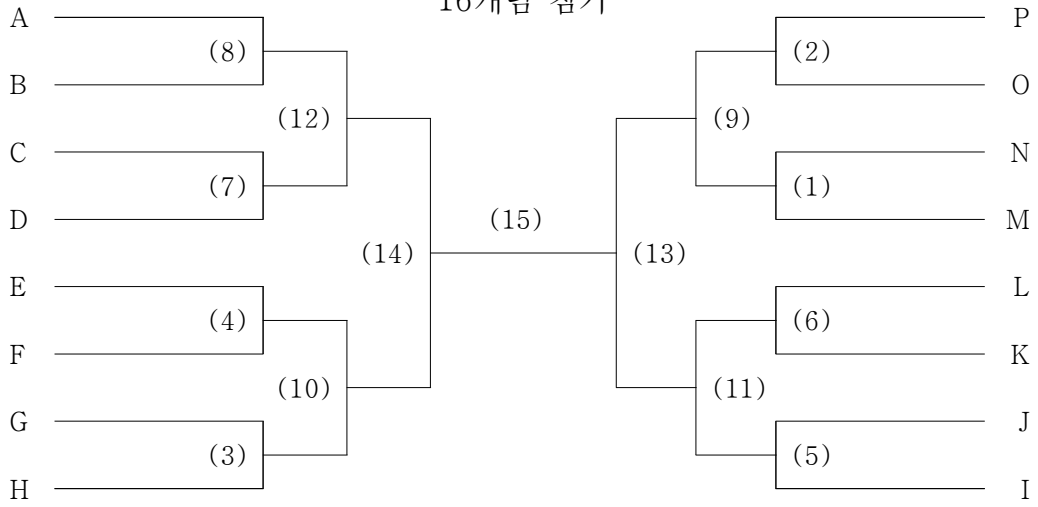 A
P
(8)
(2)
B
O
(12)
(9)
C
N
(7)
(1)
D
M
(15)
(14)
(13)
E
L
(4)
(6)
F
K
(10)
(11)
G
J
(3)
(5)
H
I